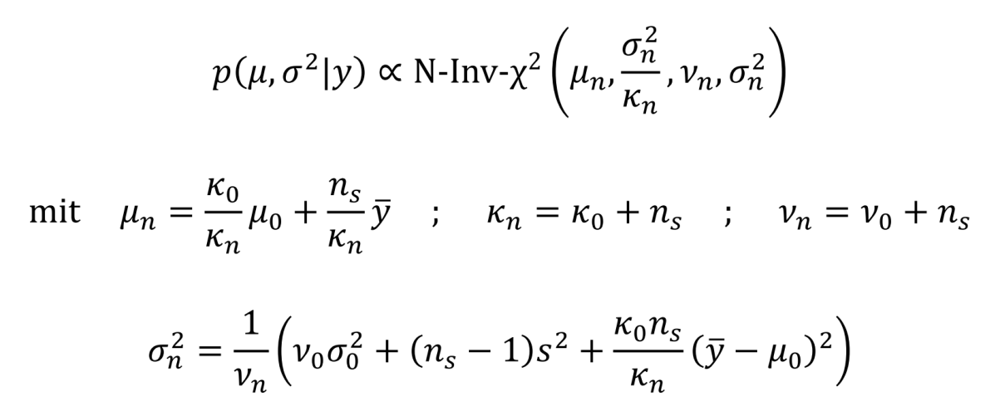 p(μ, σ²|y) ∝ N-Inv-χ² (μₙ, σₙ²/κₙ, νₙ, σₙ²)
mit μₙ = κ₀/κₙ μ₀ + nₛ/κₙ ȳ ; κₙ = κ₀ + nₛ ; νₙ = ν₀ + nₛ
σₙ² = 1/νₙ (ν₀σ₀² + (nₛ − 1)s² + κ₀nₛ/κₙ (ȳ − μ₀)²)